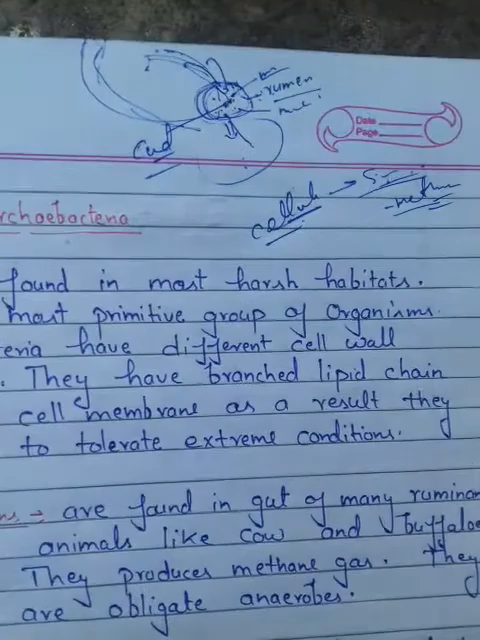 rumen
Date
Page
Cud
cellulo
rchaebacteria
found in most harsh habitats.
most primitive group of Organisms.
eria have different cell wall
. They have branched lipid chain
cell membrane as a result they
to tolerate extreme conditions.
ns → are found in gut of many ruminan
animals like cow and buffaloe
They produces methane gas. They
are obligate anaerobes.